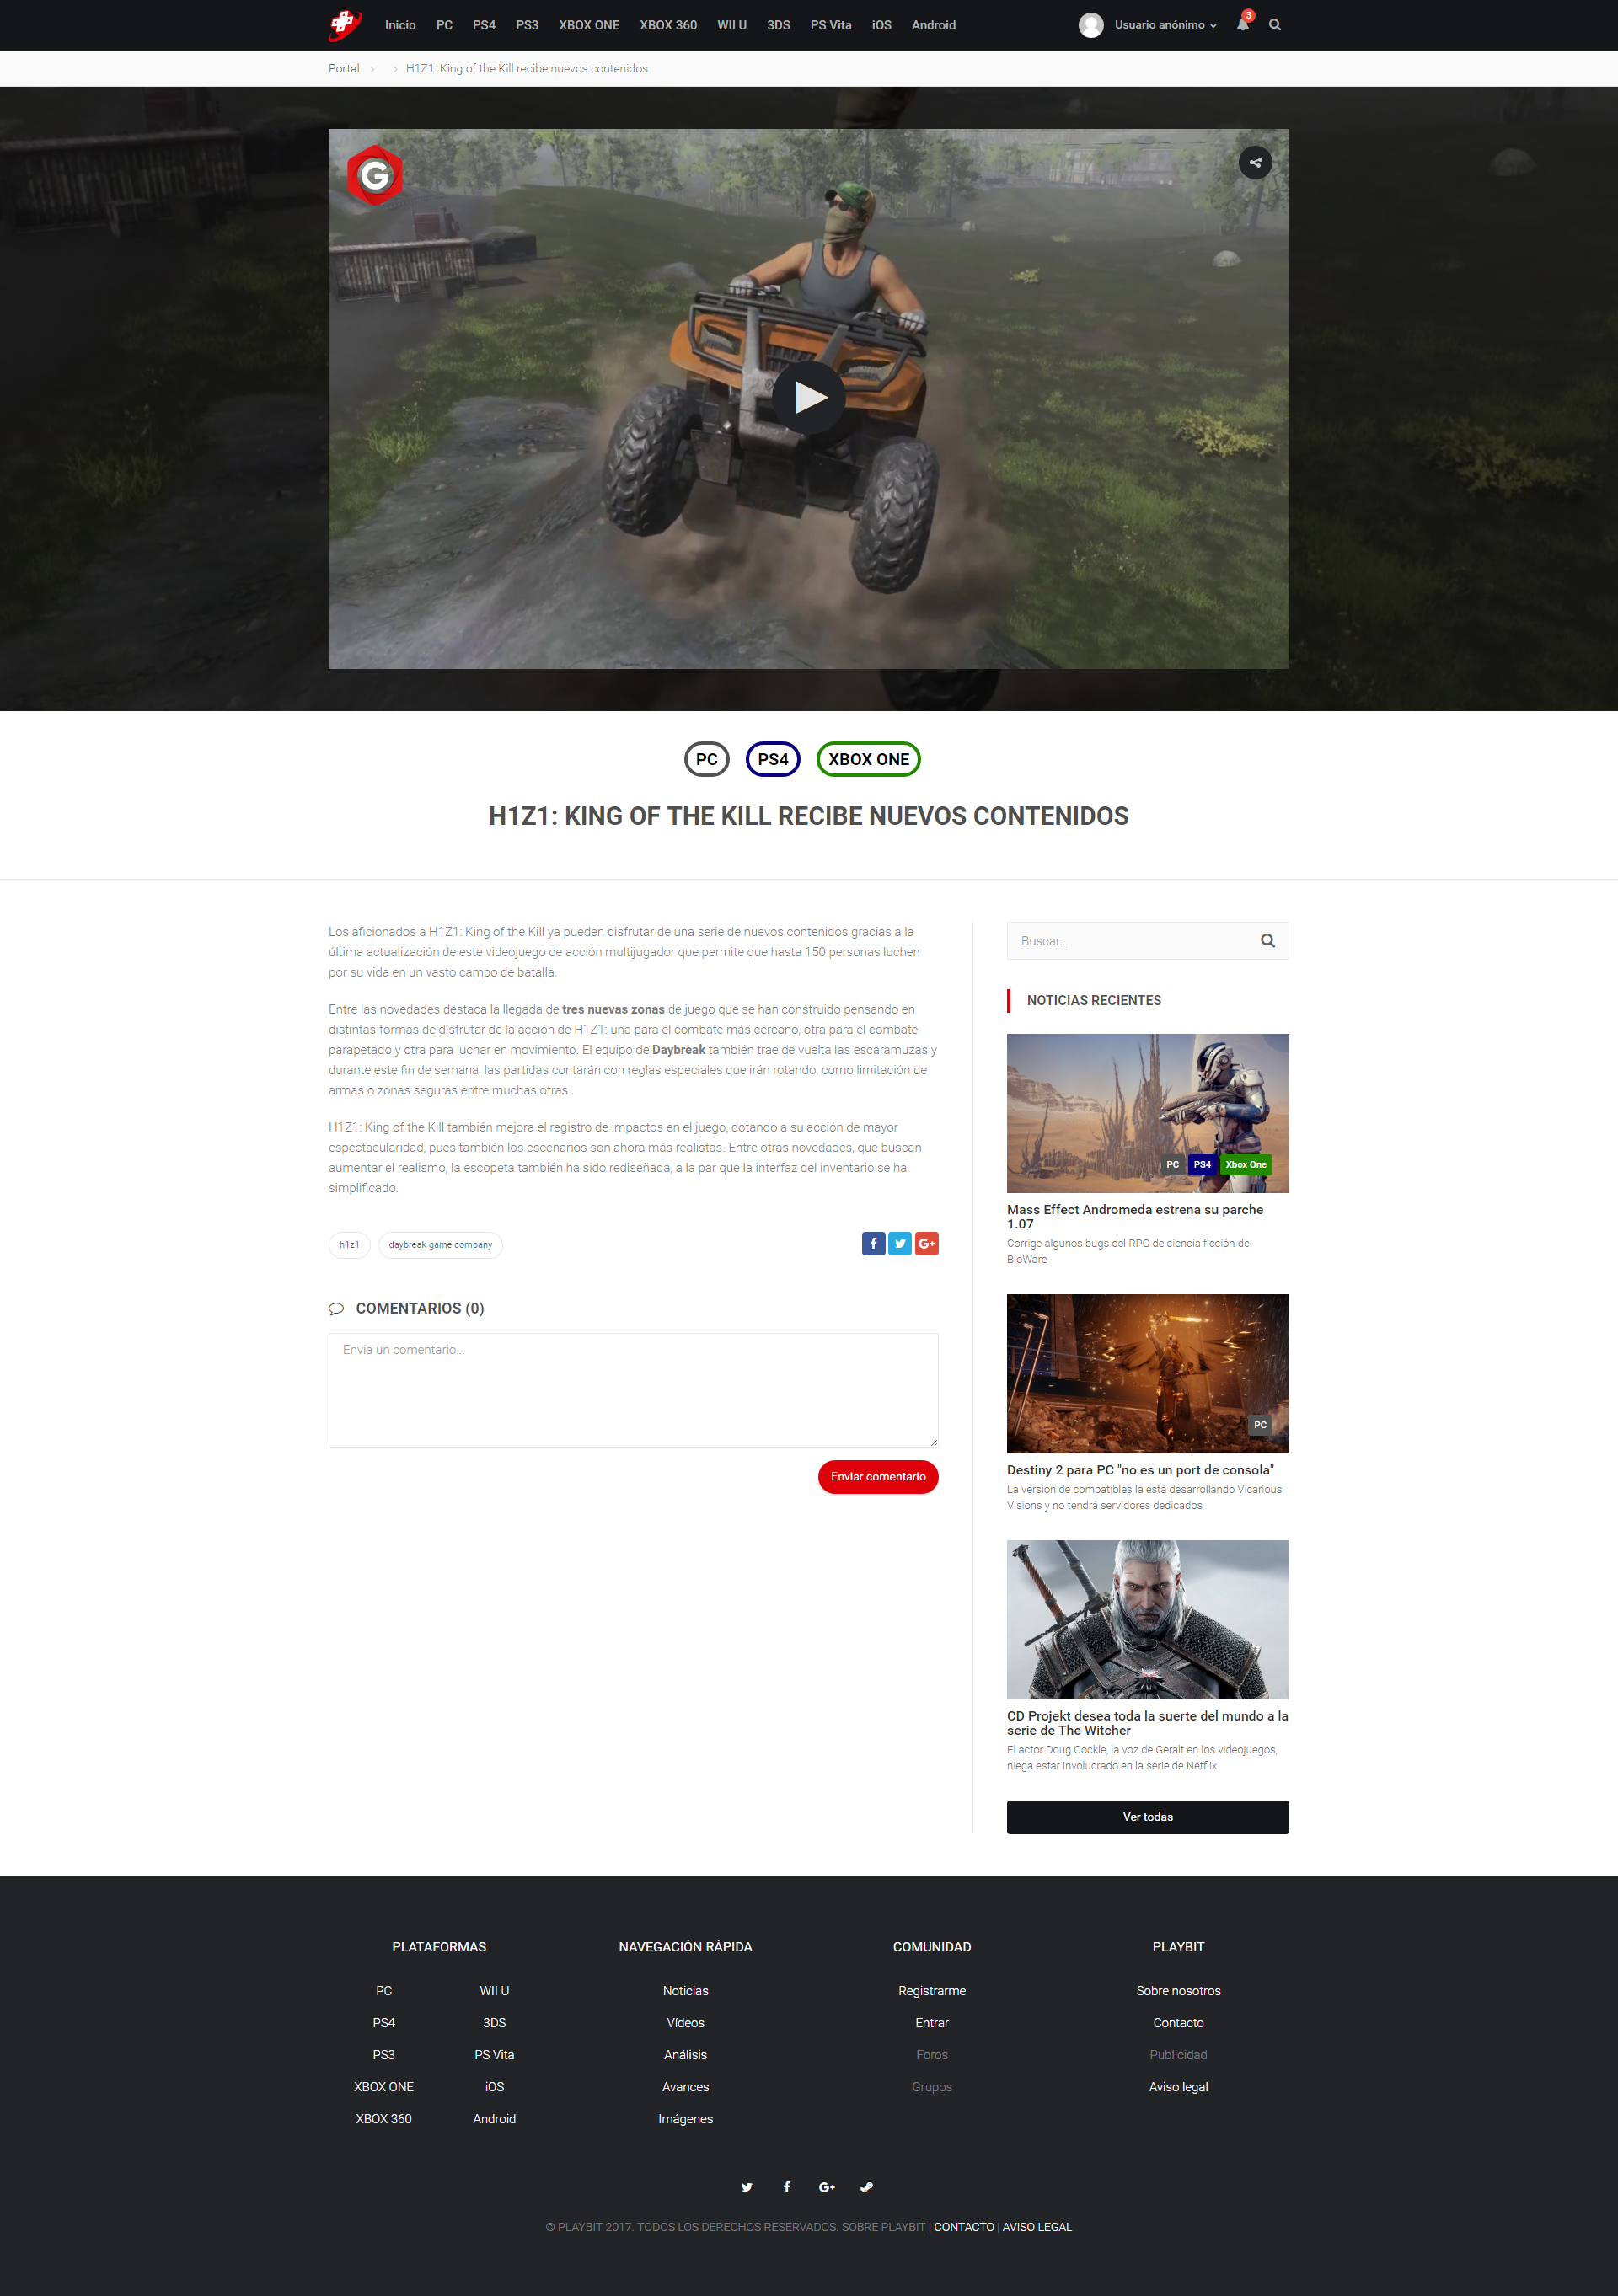 Inicio PC PS4 PS3 XBOX ONE XBOX 360 WII U 3DS PS Vita iOS Android Usuario anónimo 3
Portal H1Z1: King of the Kill recibe nuevos contenidos
G
PC PS4 XBOX ONE
H1Z1: KING OF THE KILL RECIBE NUEVOS CONTENIDOS
Los aficionados a H1Z1: King of the Kill ya pueden disfrutar de una serie de nuevos contenidos gracias a la
última actualización de este videojuego de acción multijugador que permite que hasta 150 personas luchen
por su vida en un vasto campo de batalla.
Entre las novedades destaca la llegada de tres nuevas zonas de juego que se han construido pensando en
distintas formas de disfrutar de la acción de H1Z1: una para el combate más cercano, otra para el combate
parapetado y otra para luchar en movimiento. El equipo de Daybreak también trae de vuelta las escaramuzas y
durante este fin de semana, las partidas contarán con reglas especiales que irán rotando, como limitación de
armas o zonas seguras entre muchas otras.
H1Z1: King of the Kill también mejora el registro de impactos en el juego, dotando a su acción de mayor
espectacularidad, pues también los escenarios son ahora más realistas. Entre otras novedades, que buscan
aumentar el realismo, la escopeta también ha sido rediseñada, a la par que la interfaz del inventario se ha
simplificado.
h1z1 daybreak game company
COMENTARIOS (0)
Envía un comentario...
Enviar comentario
Buscar...
NOTICIAS RECIENTES
PC PS4 Xbox One
Mass Effect Andromeda estrena su parche
1.07
Corrige algunos bugs del RPG de ciencia ficción de
BioWare
PC
Destiny 2 para PC "no es un port de consola"
La versión de compatibles la está desarrollando Vicarious
Visions y no tendrá servidores dedicados
CD Projekt desea toda la suerte del mundo a la
serie de The Witcher
El actor Doug Cockle, la voz de Geralt en los videojuegos,
niega estar involucrado en la serie de Netflix
Ver todas
PLATAFORMAS
PC WII U
PS4 3DS
PS3 PS Vita
XBOX ONE iOS
XBOX 360 Android
NAVEGACIÓN RÁPIDA
Noticias
Vídeos
Análisis
Avances
Imágenes
COMUNIDAD
Registrarme
Entrar
Foros
Grupos
PLAYBIT
Sobre nosotros
Contacto
Publicidad
Aviso legal
© PLAYBIT 2017. TODOS LOS DERECHOS RESERVADOS. SOBRE PLAYBIT | CONTACTO | AVISO LEGAL